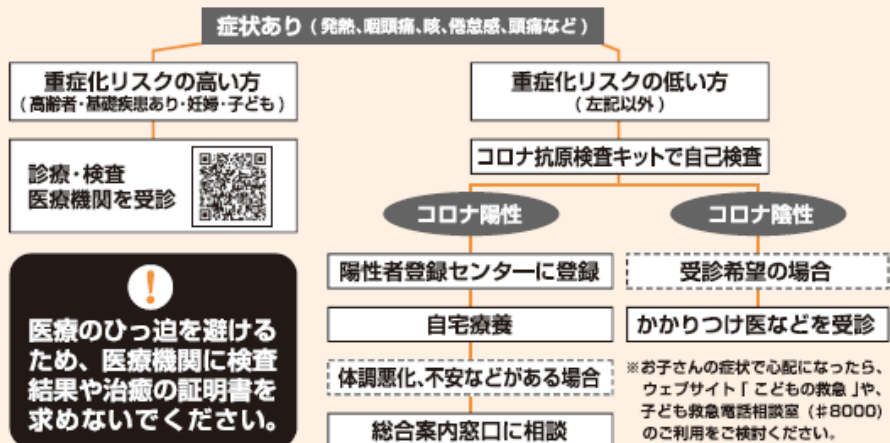 症状あり（発熱、咽頭痛、咳、倦怠感、頭痛など）
重症化リスクの高い方
（高齢者・基礎疾患あり・妊婦・子ども）
診療・検査
医療機関を受診
重症化リスクの低い方
（左記以外）
コロナ抗原検査キットで自己検査
コロナ陽性
陽性者登録センターに登録
自宅療養
体調悪化、不安などがある場合
総合案内窓口に相談
コロナ陰性
受診希望の場合
かかりつけ医などを受診
※お子さんの症状で心配になったら、
ウェブサイト「こどもの救急」や、
子ども救急電話相談室（♯8000）
のご利用をご検討ください。
!
医療のひっ迫を避ける
ため、医療機関に検査
結果や治癒の証明書を
求めないでください。